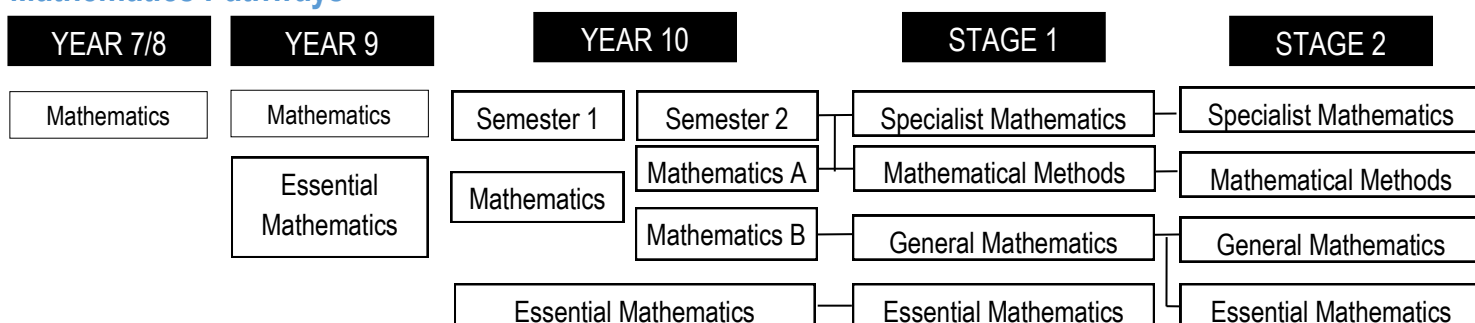 Mathematics Pathways
YEAR 7/8
YEAR 9
YEAR 10
STAGE 1
STAGE 2
Mathematics
Mathematics
Semester 1
Semester 2
Specialist Mathematics
Specialist Mathematics
Essential
Mathematics
Mathematics
Mathematics A
Mathematical Methods
Mathematical Methods
Mathematics B
General Mathematics
General Mathematics
Essential Mathematics
Essential Mathematics
Essential Mathematics